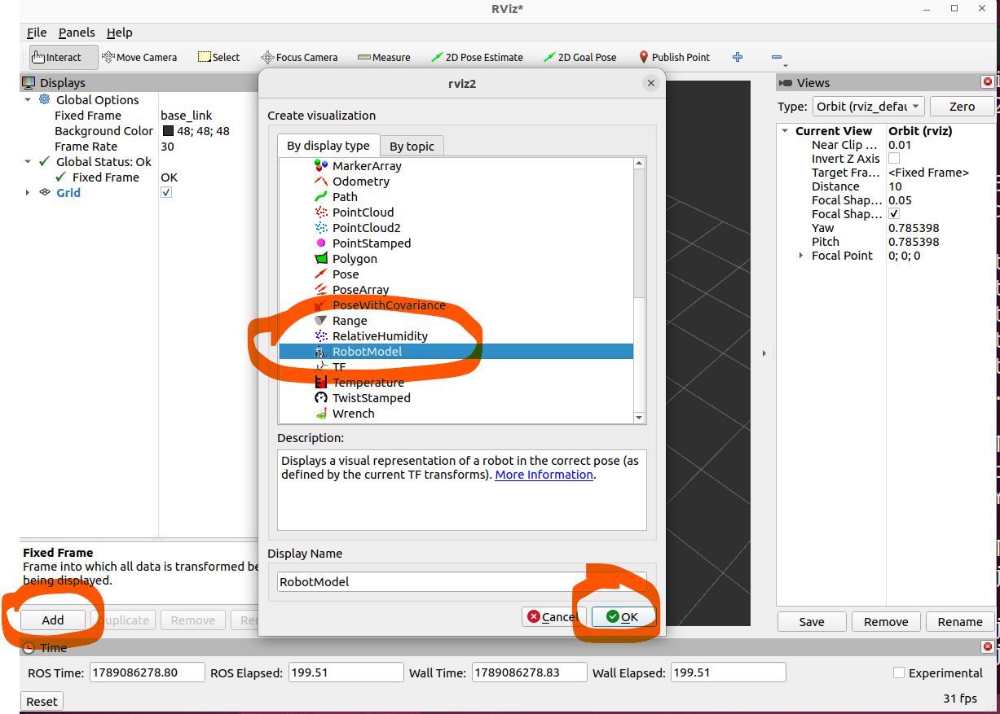 RViz*
File Panels Help
Interact Move Camera Select Focus Camera Measure 2D Pose Estimate 2D Goal Pose Publish Point
Displays
Global Options
Fixed Frame base_link
Background Color 48; 48; 48
Frame Rate 30
Global Status: Ok
Fixed Frame OK
Grid
Fixed Frame
Frame into which all data is transformed be
being displayed.
Add uplicate Remove Rer
rviz2
Create visualization
By display type By topic
MarkerArray
Odometry
Path
PointCloud
PointCloud2
PointStamped
Polygon
Pose
PoseArray
PoseWithCovariance
Range
RelativeHumidity
RobotModel
TF
Temperature
TwistStamped
Wrench
Description:
Displays a visual representation of a robot in the correct pose (as
defined by the current TF transforms). More Information.
Display Name
RobotModel
Cancel OK
Views
Type: Orbit (rviz_defau Zero
Current View Orbit (rviz)
Near Clip ... 0.01
Invert Z Axis
Target Fra... <Fixed Frame>
Distance 10
Focal Shap... 0.05
Focal Shap...
Yaw 0.785398
Pitch 0.785398
Focal Point 0; 0; 0
Save Remove Rename
Time
ROS Time: 1789086278.80 ROS Elapsed: 199.51 Wall Time: 1789086278.83 Wall Elapsed: 199.51 Experimental
Reset 31 fps